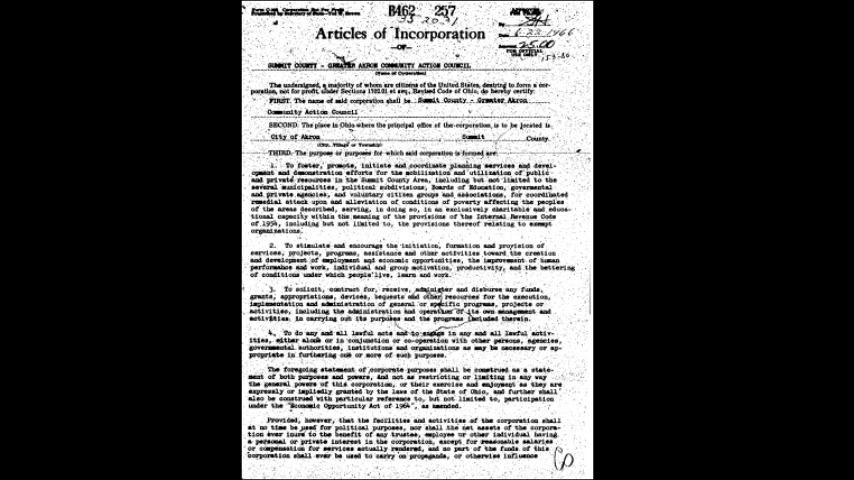 B462 257
Articles of Incorporation
—OF—
SUMMIT COUNTY - GREATER AKRON COMMUNITY ACTION COUNCIL
(Name of Corporation)
The undersigned, a majority of whom are citizens of the United States, desiring to form a cor-
poration, not for profit, under Sections 1702.01 et seq., Revised Code of Ohio, do hereby certify:
FIRST. The name of said corporation shall be Summit County - Greater Akron
Community Action Council
SECOND. The place in Ohio where the principal office of the corporation is to be located is
City of Akron Summit County
(City, Village or Township)
THIRD. The purpose or purposes for which said corporation is formed are:
1. To foster, promote, initiate and coordinate planning services and devel-
opment and demonstration efforts for the mobilization and utilization of public
and private resources in the Summit County Area, including but not limited to the
several municipalities, political subdivisions, Boards of Education, governmental
and private agencies, and voluntary citizen groups and associations, for coordinated
remedial attack upon and alleviation of conditions of poverty affecting the peoples
of the areas described, serving, in doing so, in an exclusively charitable and educa-
tional capacity within the meaning of the provisions of the Internal Revenue Code
of 1954, including but not limited to, the provisions thereof relating to exempt
organizations.
2. To stimulate and encourage the initiation, formation and provision of
services, projects, programs, assistance and other activities toward the creation
and development of employment and economic opportunities, the improvement of human
performance and work, individual and group motivation, productivity, and the bettering
of conditions under which people live, learn and work.
3. To solicit, contract for, receive, administer and disburse any funds,
grants, appropriations, devices, bequests and other resources for the execution,
implementation and administration of general or specific programs, projects or
activities, including the administration and operation of its own management and
activities in carrying out its purposes and the programs included therein.
4. To do any and all lawful acts and to engage in any and all lawful activ-
ities, either alone or in conjunction or co-operation with other persons, agencies,
governmental authorities, institutions and organizations as may be necessary or ap-
propriate in furthering one or more of such purposes.
The foregoing statement of corporate purposes shall be construed as a state-
ment of both purposes and powers, And not as restricting or limiting in any way
the general powers of this corporation, or their exercise and enjoyment as they are
expressly or impliedly granted by the laws of the State of Ohio, and further shall
also be construed with particular reference to, but not limited to, participation
under the "Economic Opportunity Act of 1964", as amended.
Provided, however, that the facilities and activities of the corporation shall
at no time be used for political purposes, nor shall the net assets of the corpora-
tion ever inure to the benefit of any trustee, employee or other individual having
a personal or private interest in the corporation, except for reasonable salaries
or compensation for services actually rendered, and no part of the funds of this
corporation shall ever be used to carry on propaganda, or otherwise influence